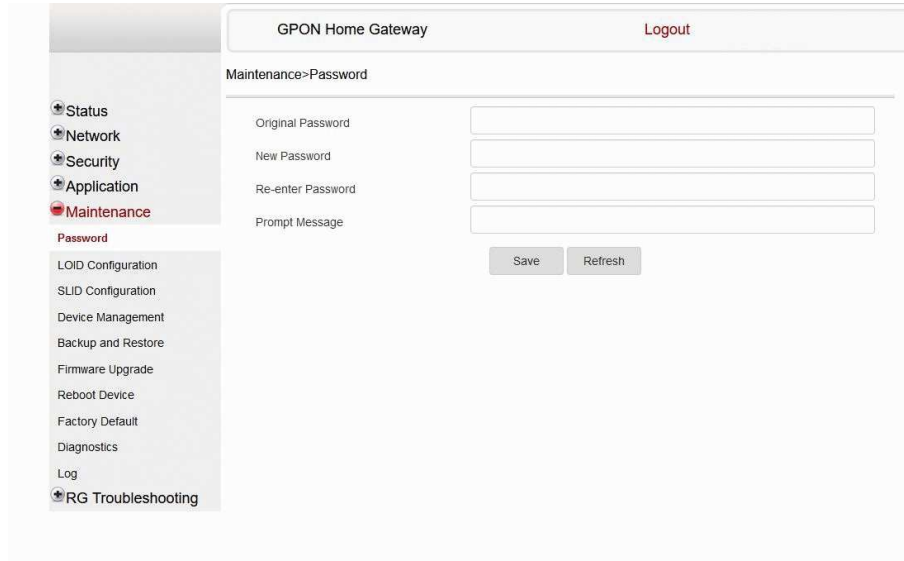 GPON Home Gateway
Logout
Maintenance>Password
Status
Network
Security
Application
Maintenance
Password
LOID Configuration
SLID Configuration
Device Management
Backup and Restore
Firmware Upgrade
Reboot Device
Factory Default
Diagnostics
Log
RG Troubleshooting
Original Password
New Password
Re-enter Password
Prompt Message
Save
Refresh